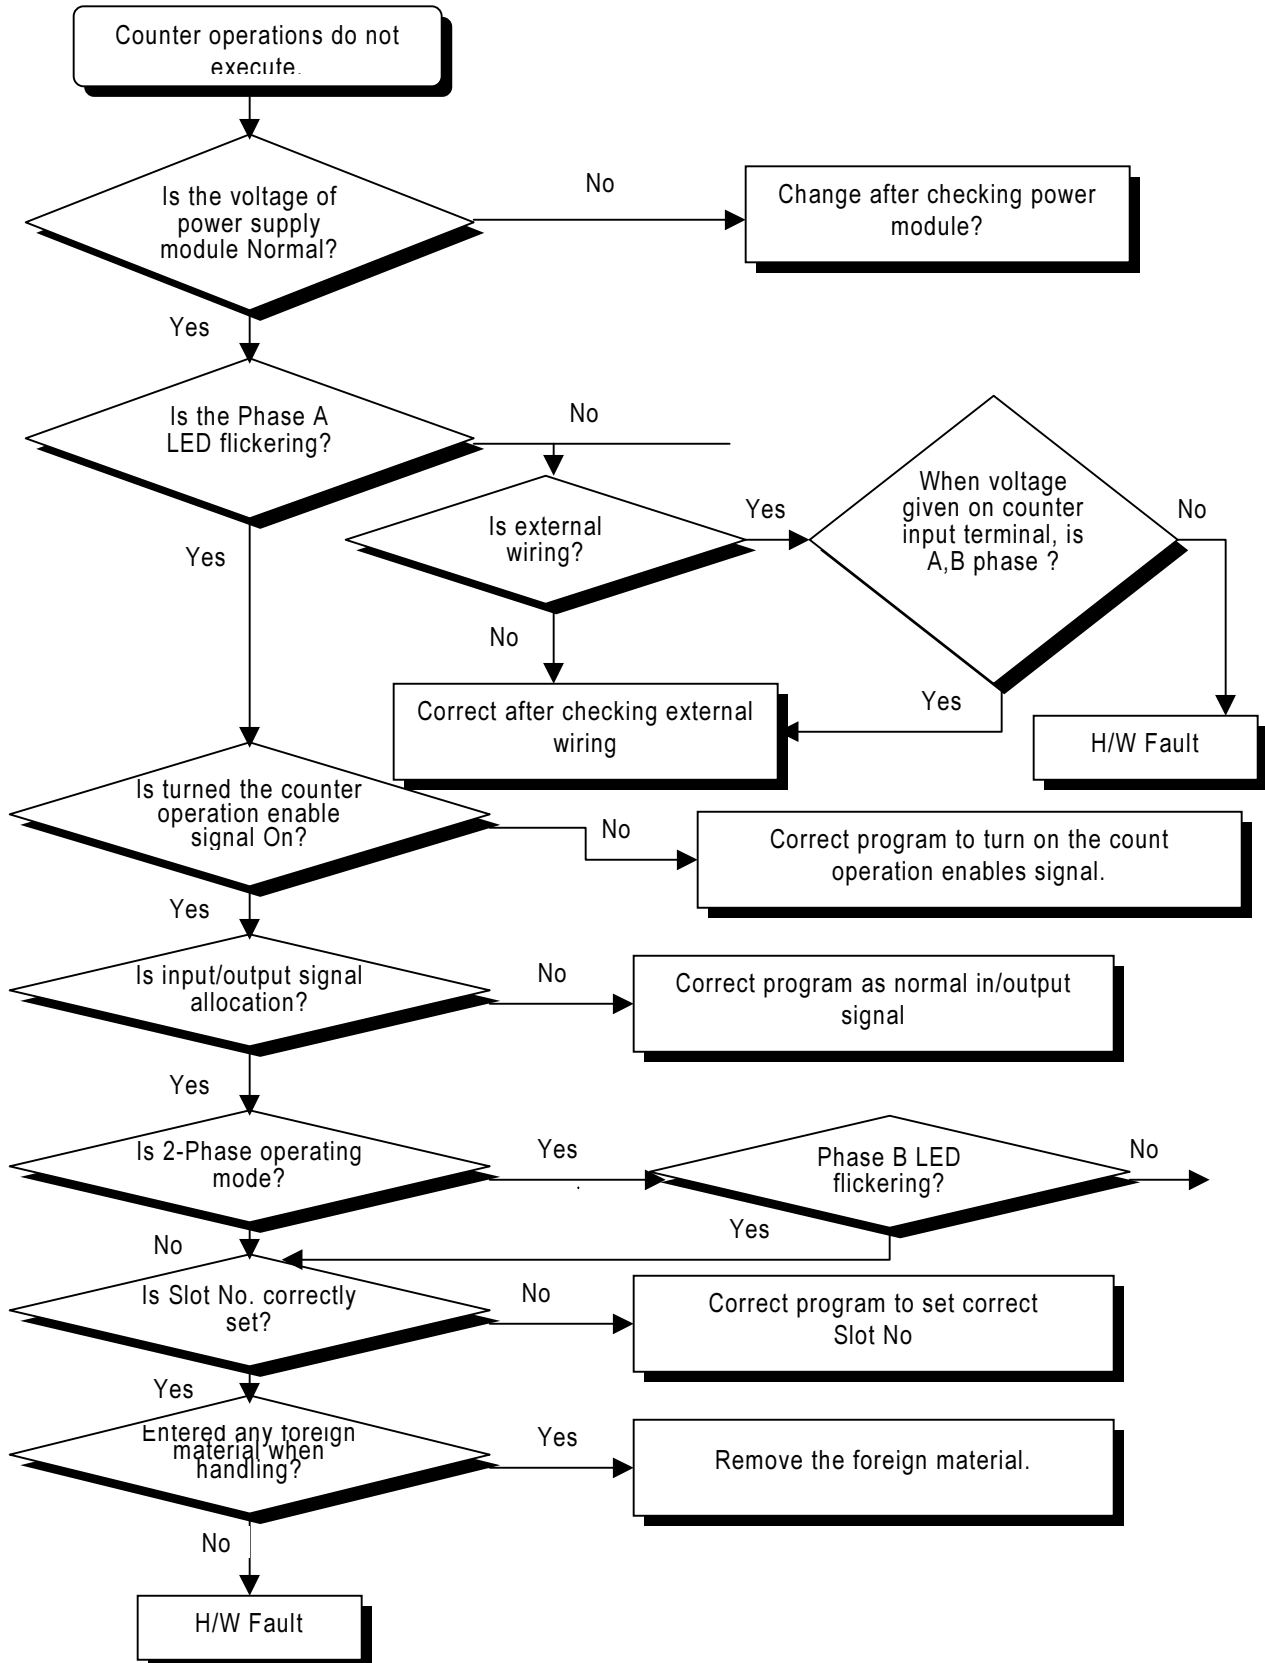 Counter operations do not
execute.
Is the voltage of
power supply
module Normal?
No
Change after checking power
module?
Yes
Is the Phase A
LED flickering?
No
Is external
wiring?
Yes
When voltage
given on counter
input terminal, is
A,B phase ?
No
Yes
No
Correct after checking external
wiring
Yes
H/W Fault
Is turned the counter
operation enable
signal On?
No
Correct program to turn on the count
operation enables signal.
Yes
Is input/output signal
allocation?
No
Correct program as normal in/output
signal
Yes
Is 2-Phase operating
mode?
Yes
.
Phase B LED
flickering?
No
Yes
No
Is Slot No. correctly
set?
No
Correct program to set correct
Slot No
Yes
Entered any foreign
material when
handling?
Yes
Remove the foreign material.
No
H/W Fault